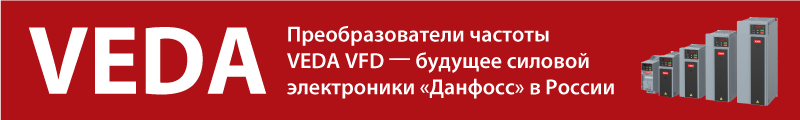 VEDA
Преобразователи частоты
VEDA VFD — будущее силовой
электроники «Данфосс» в России